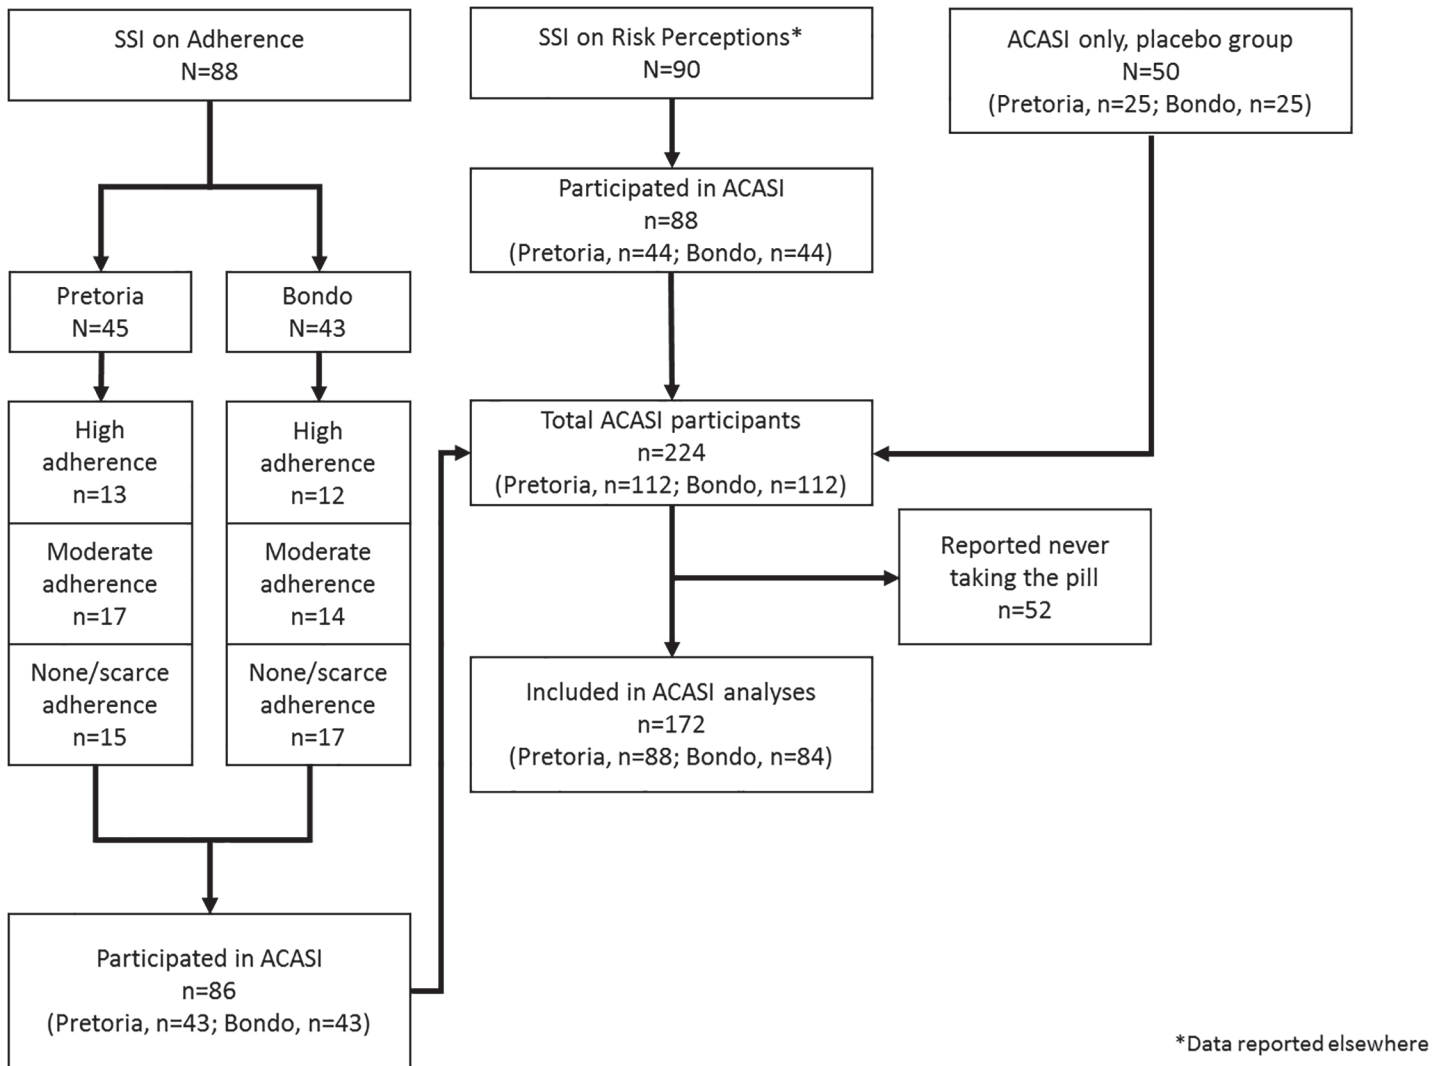 SSI on Adherence
N=88
Pretoria
N=45
Bondo
N=43
High
adherence
n=13
Moderate
adherence
n=17
None/scarce
adherence
n=15
High
adherence
n=12
Moderate
adherence
n=14
None/scarce
adherence
n=17
Participated in ACASI
n=86
(Pretoria, n=43; Bondo, n=43)
SSI on Risk Perceptions*
N=90
Participated in ACASI
n=88
(Pretoria, n=44; Bondo, n=44)
ACASI only, placebo group
N=50
(Pretoria, n=25; Bondo, n=25)
Total ACASI participants
n=224
(Pretoria, n=112; Bondo, n=112)
Reported never
taking the pill
n=52
Included in ACASI analyses
n=172
(Pretoria, n=88; Bondo, n=84)
*Data reported elsewhere